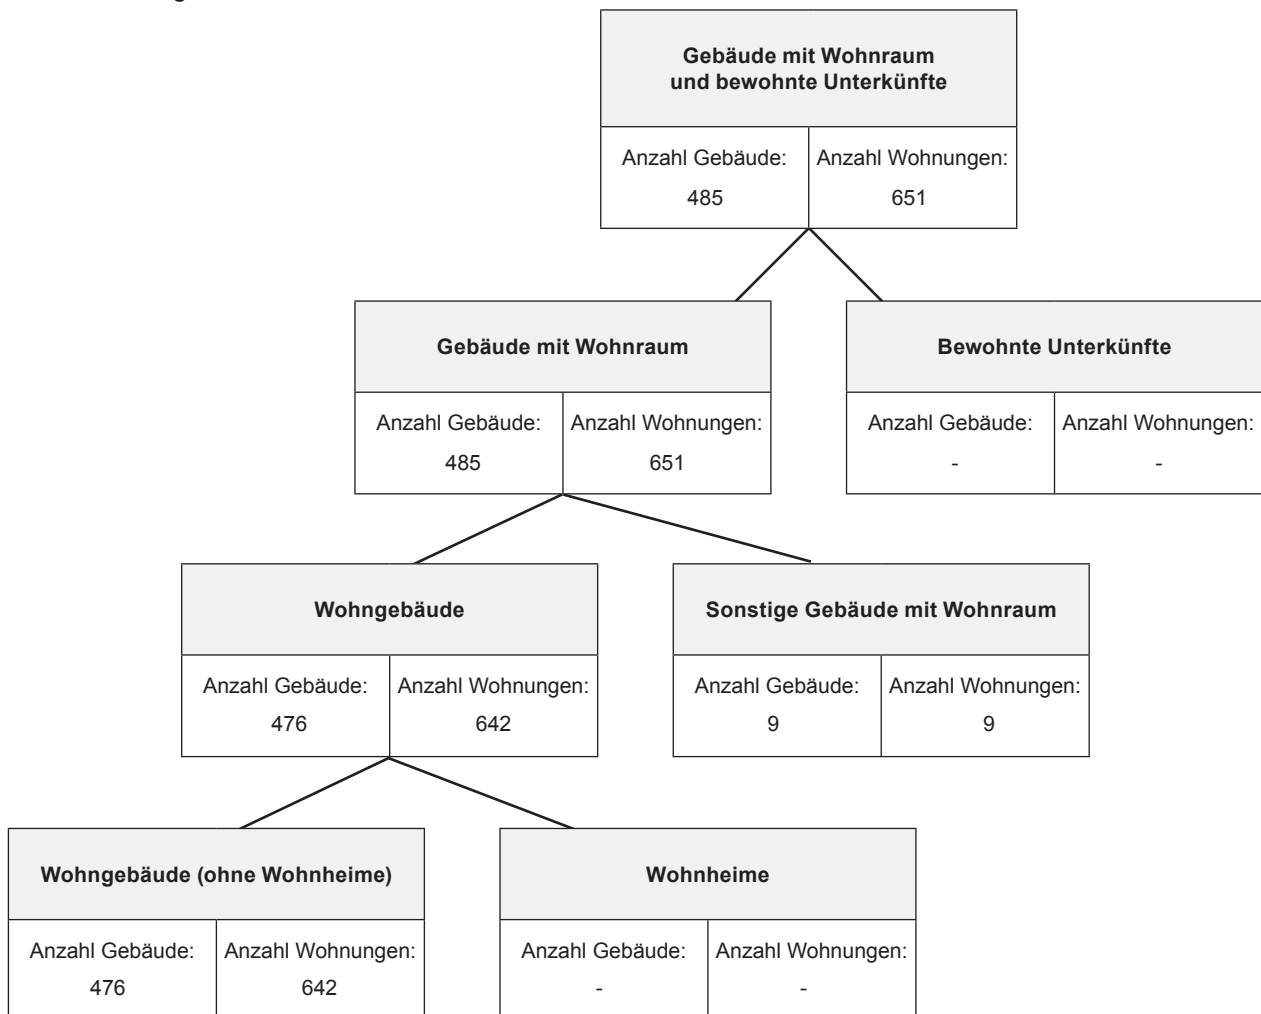 Gebäude mit Wohnraum
und bewohnte Unterkünfte
Anzahl Gebäude: Anzahl Wohnungen:
485 651
Gebäude mit Wohnraum Bewohnte Unterkünfte
Anzahl Gebäude: Anzahl Wohnungen: Anzahl Gebäude: Anzahl Wohnungen:
485 651 - -
Wohngebäude Sonstige Gebäude mit Wohnraum
Anzahl Gebäude: Anzahl Wohnungen: Anzahl Gebäude: Anzahl Wohnungen:
476 642 9 9
Wohngebäude (ohne Wohnheime) Wohnheime
Anzahl Gebäude: Anzahl Wohnungen: Anzahl Gebäude: Anzahl Wohnungen:
476 642 - -